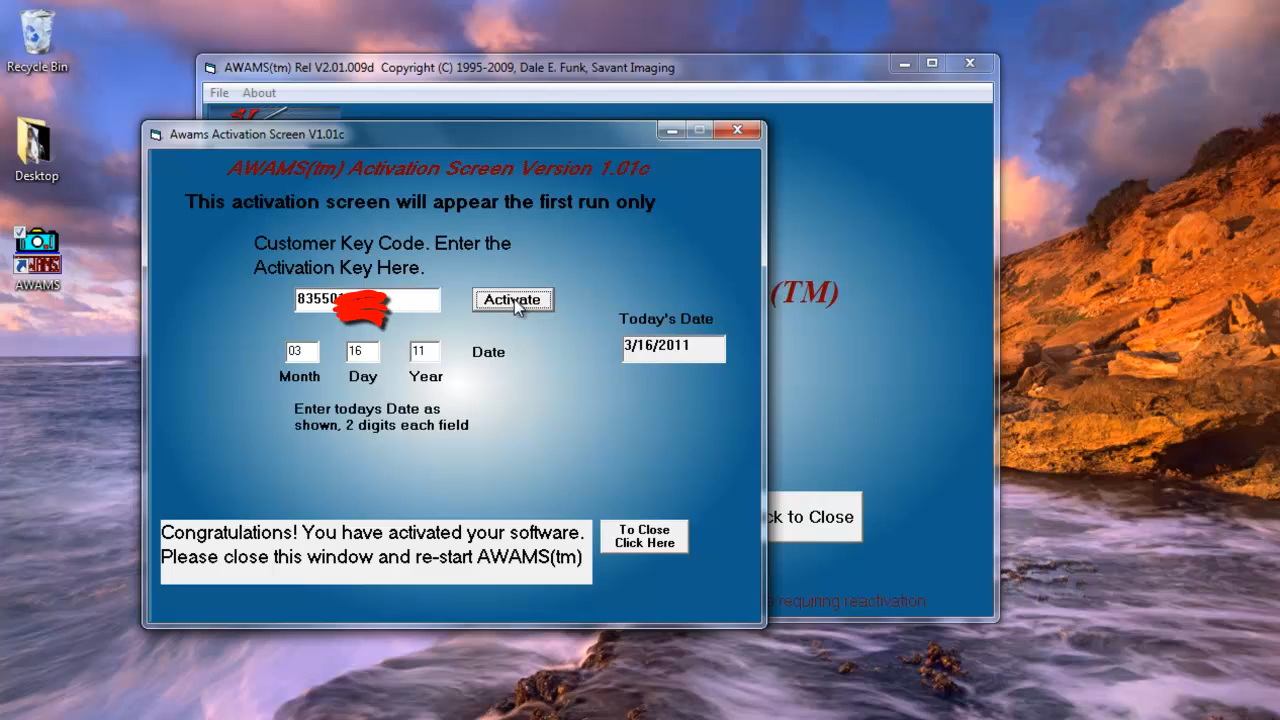 Recycle Bin
Desktop
AWAMS
AWAMS(tm) Rel V2.01.009d Copyright (C) 1995-2009, Dale E. Funk, Savant Imaging
File About
Awams Activation Screen V1.01c
AWAMS(tm) Activation Screen Version 1.01c
This activation screen will appear the first run only
Customer Key Code. Enter the
Activation Key Here.
83550
Activate
Today's Date
3/16/2011
03 16 11 Date
Month Day Year
Enter todays Date as
shown, 2 digits each field
Congratulations! You have activated your software.
Please close this window and re-start AWAMS(tm)
To Close
Click Here
(TM)
ck to Close
requiring reactivation